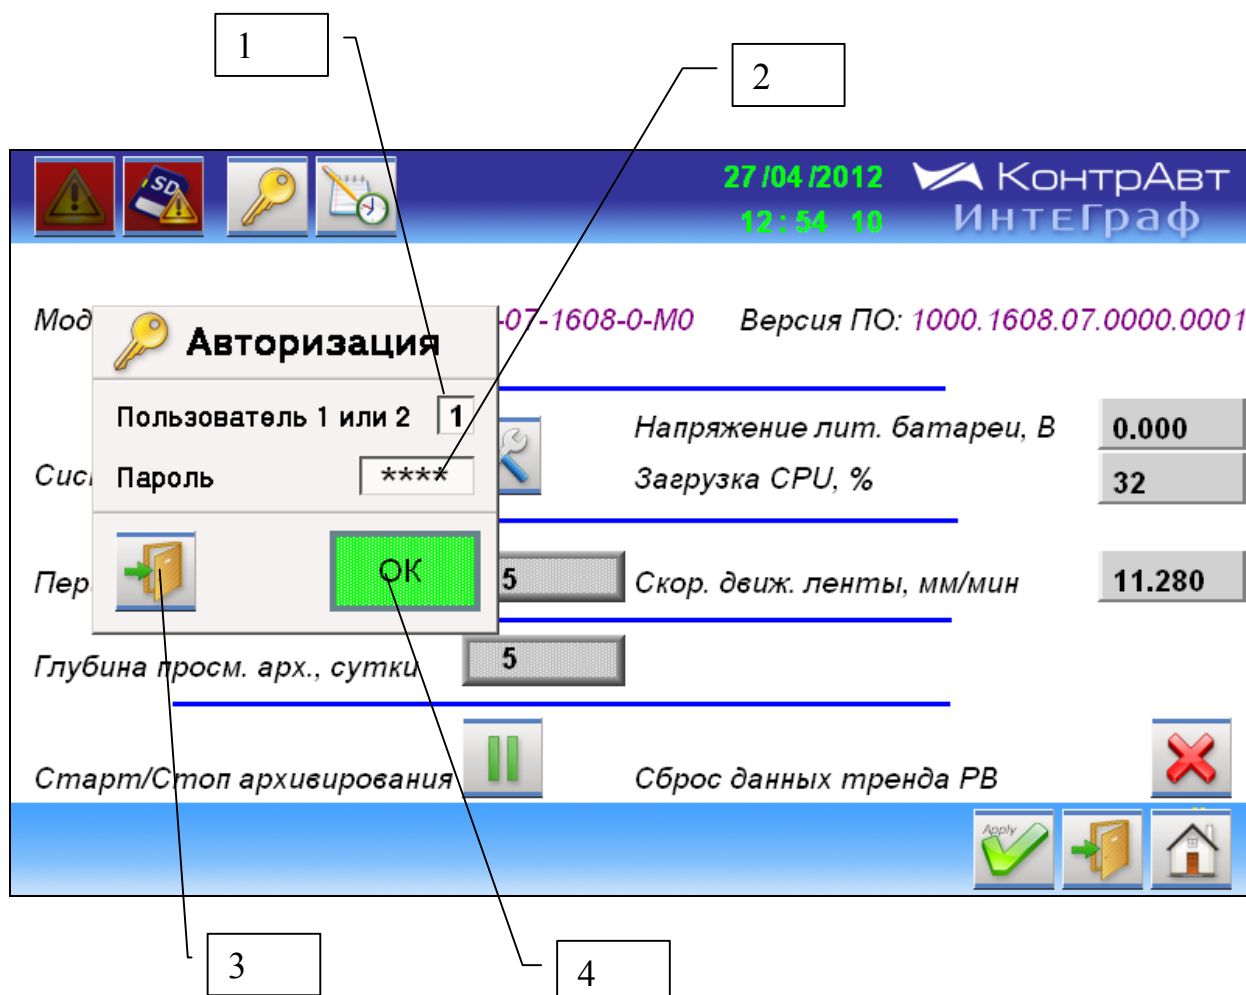 1
2
SD
27/04/2012
12:54 10
КонтрАвт
ИнтеГраф
-07-1608-0-М0
Версия ПО: 1000.1608.07.0000.0001
Авторизация
Пользователь 1 или 2 1
Пароль ****
ОК
Напряжение лит. батареи, В 0.000
Загрузка CPU, % 32
5
Скор. движ. ленты, мм/мин 11.280
Глубина просм. арх., сутки 5
Старт/Стоп архивирования
Сброс данных тренда РВ
Apply
3
4